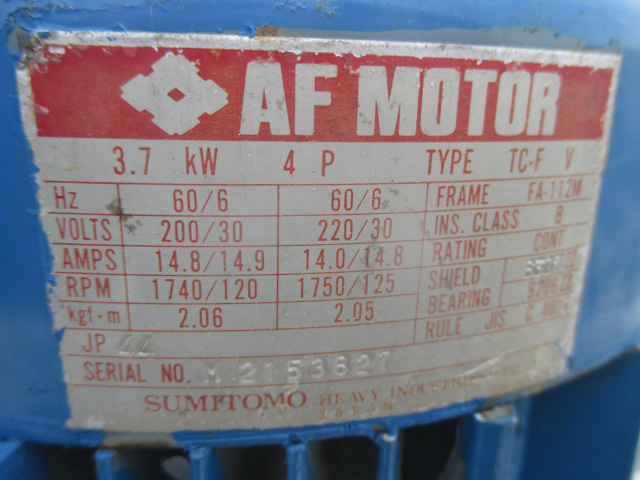 AF MOTOR
3.7 kW 4 P TYPE TC-F V
Hz 60/6 60/6 FRAME FA-112M
VOLTS 200/30 220/30 INS. CLASS B
AMPS 14.8/14.9 14.0/14.8 RATING CONT
RPM 1740/120 1750/125 SHIELD
kgf-m 2.06 2.05 BEARING
JP 44 RULE JIS C
SERIAL NO. K 2153627
SUMITOMO HEAVY INDUSTRIES
JAPAN